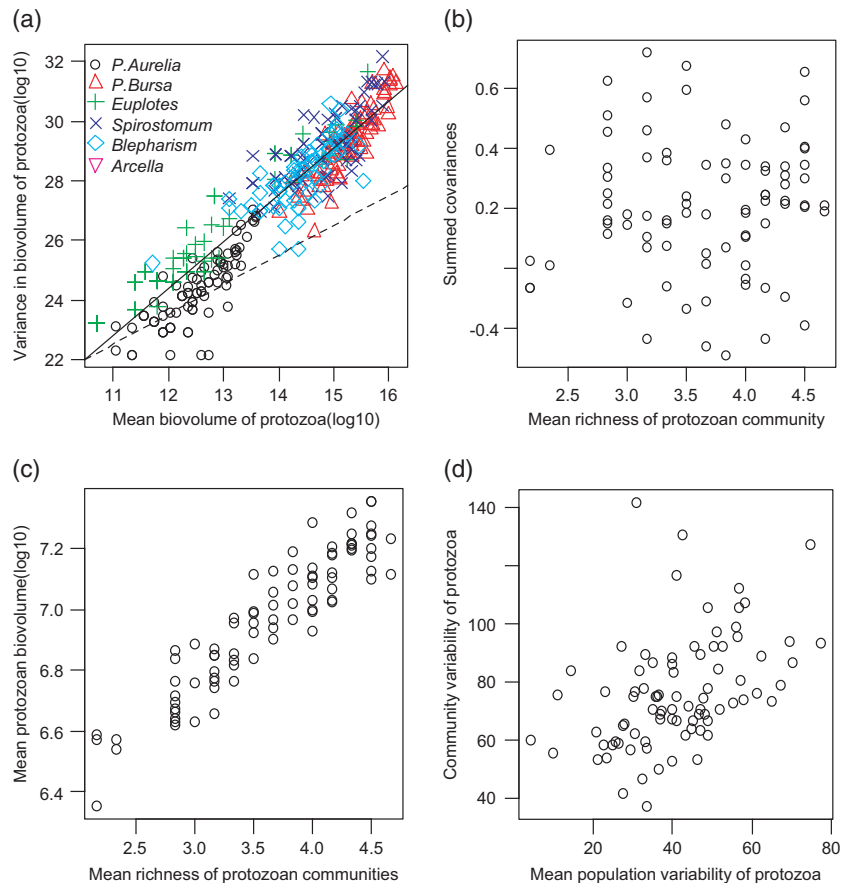 (a)
Variance in biovolume of protozoa(log10)
32
30
28
26
24
22
P.Aurelia
P.Bursa
Euplotes
Spirostomum
Blepharism
Arcella
11 12 13 14 15 16
Mean biovolume of protozoa(log10)
(b)
Summed covariances
0.6
0.4
0.2
-0.4
2.5 3.0 3.5 4.0 4.5
Mean richness of protozoan community
(c)
Mean protozoan biovolume(log10)
7.2
7.0
6.8
6.6
6.4
2.5 3.0 3.5 4.0 4.5
Mean richness of protozoan communities
(d)
Community variability of protozoa
140
120
100
80
60
40
20 40 60 80
Mean population variability of protozoa